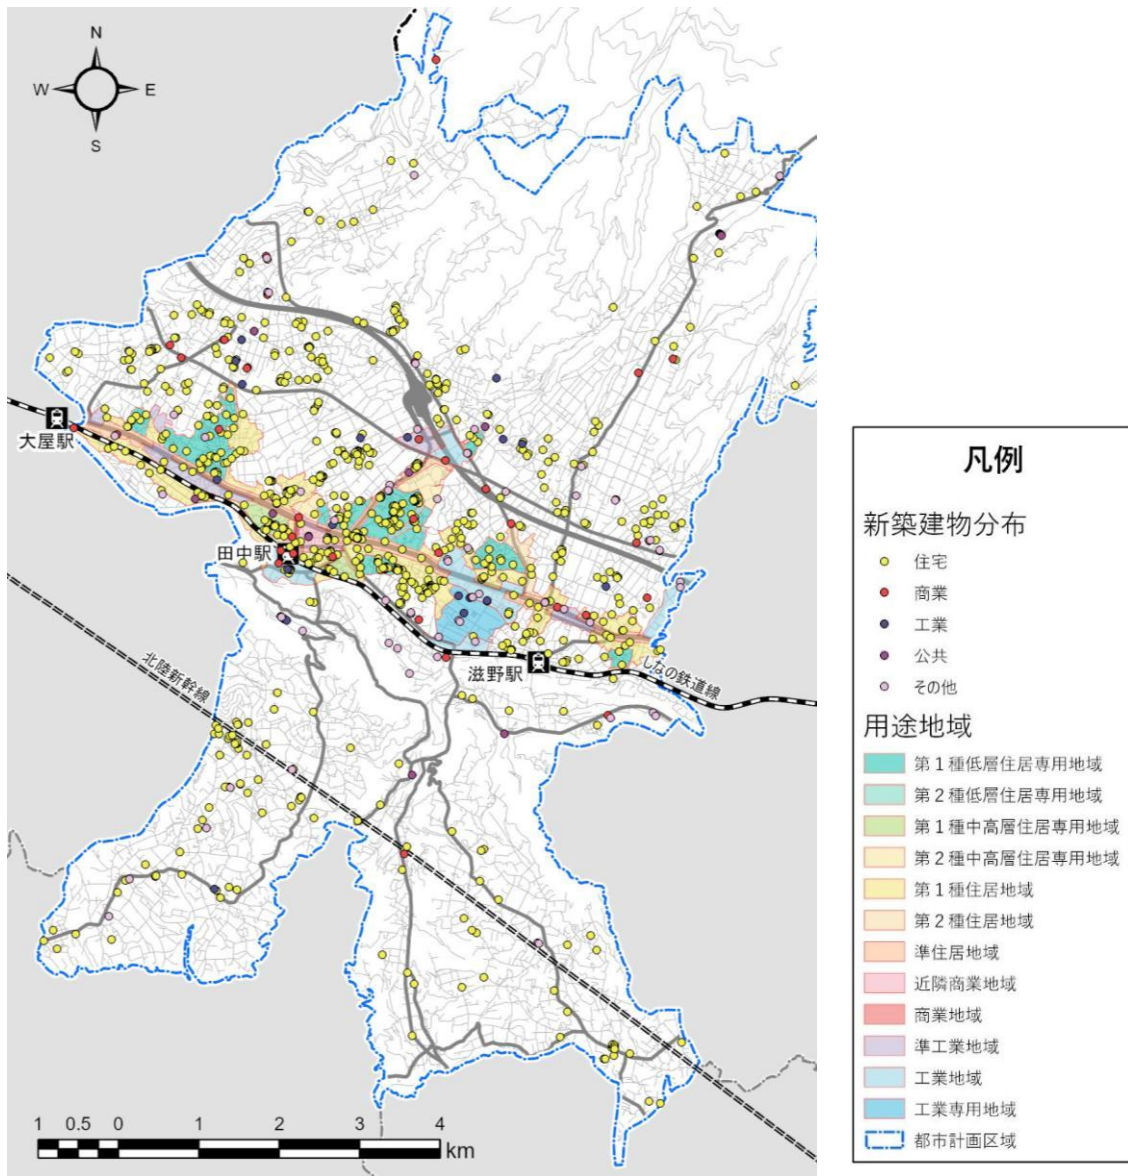 N
W
E
S
大屋駅
田中駅
滋野駅
しなの鉄道線
北陸新幹線
1 0.5 0 1 2 3 4
km
凡例
新築建物分布
住宅
商業
工業
公共
その他
用途地域
第1種低層住居専用地域
第2種低層住居専用地域
第1種中高層住居専用地域
第2種中高層住居専用地域
第1種住居地域
第2種住居地域
準住居地域
近隣商業地域
商業地域
準工業地域
工業地域
工業専用地域
都市計画区域